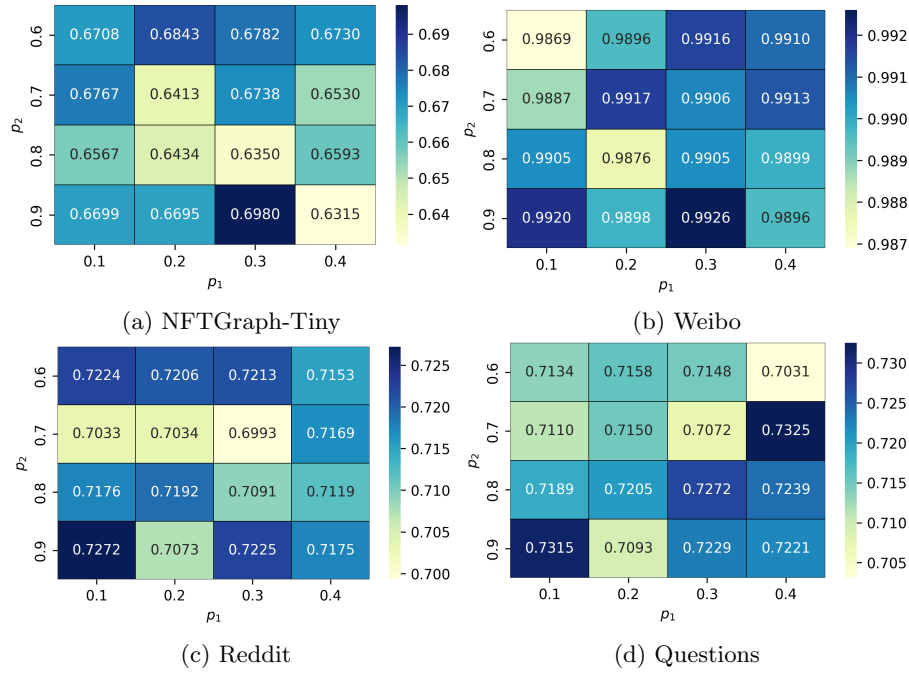 0.6 0.6708 0.6843 0.6782 0.6730 0.69
0.68
0.7 0.6767 0.6413 0.6738 0.6530 0.67
p2
0.66
0.8 0.6567 0.6434 0.6350 0.6593
0.65
0.9 0.6699 0.6695 0.6980 0.6315 0.64
0.1 0.2 0.3 0.4
p1
(a) NFTGraph-Tiny
0.6 0.9869 0.9896 0.9916 0.9910 0.992
0.991
0.7 0.9887 0.9917 0.9906 0.9913
p2
0.990
0.8 0.9905 0.9876 0.9905 0.9899 0.989
0.988
0.9 0.9920 0.9898 0.9926 0.9896
0.987
0.1 0.2 0.3 0.4
p1
(b) Weibo
0.6 0.7224 0.7206 0.7213 0.7153 0.725
0.720
0.7 0.7033 0.7034 0.6993 0.7169
p2
0.715
0.8 0.7176 0.7192 0.7091 0.7119 0.710
0.705
0.9 0.7272 0.7073 0.7225 0.7175
0.700
0.1 0.2 0.3 0.4
p1
(c) Reddit
0.6 0.7134 0.7158 0.7148 0.7031 0.730
0.725
0.7 0.7110 0.7150 0.7072 0.7325
p2
0.720
0.8 0.7189 0.7205 0.7272 0.7239 0.715
0.710
0.9 0.7315 0.7093 0.7229 0.7221
0.705
0.1 0.2 0.3 0.4
p1
(d) Questions